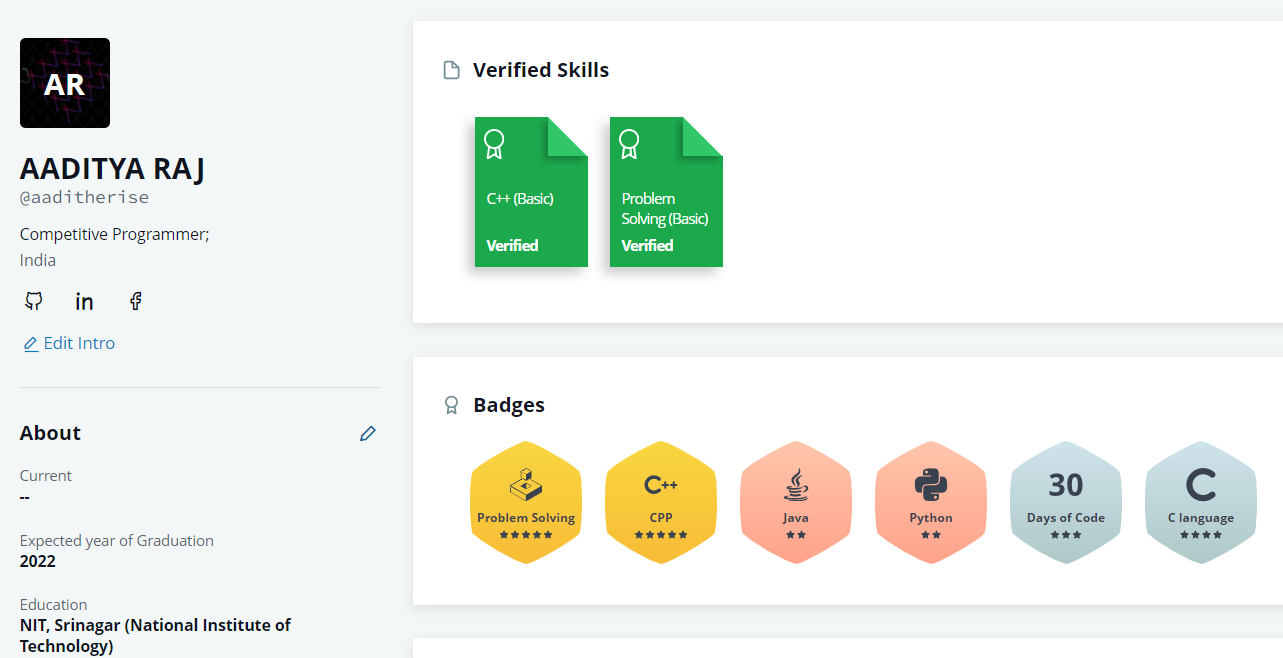 AR
AADITYA RAJ
@aaditherise
Competitive Programmer;
India
in
Edit Intro
About
Current
--
Expected year of Graduation
2022
Education
NIT, Srinagar (National Institute of
Technology)
Verified Skills
C++ (Basic)
Verified
Problem
Solving (Basic)
Verified
Badges
Problem Solving
C++
CPP
Java
Python
30
Days of Code
C
C language